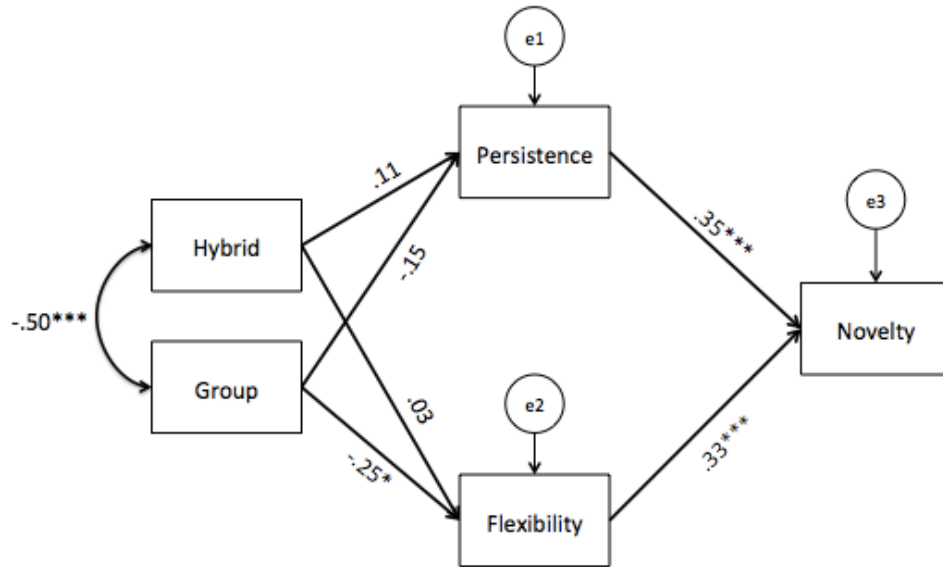 e1
Persistence
.11
.35***
e3
Hybrid
-.15
-.50***
Novelty
Group
.03
e2
-.25*
.33***
Flexibility